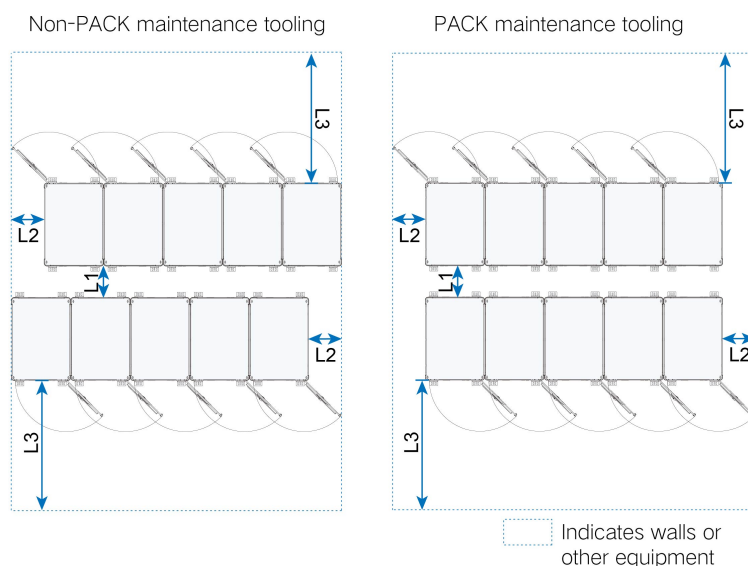 Non-PACK maintenance tooling
PACK maintenance tooling
L3
L3
L2
L2
L1
L1
L2
L2
L3
L3
Indicates walls or
other equipment